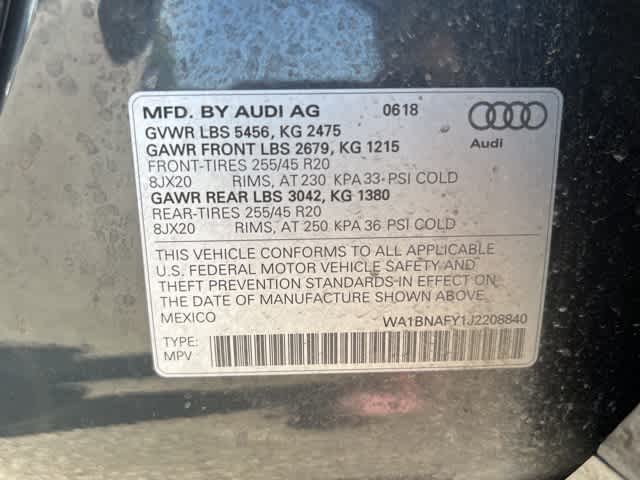 MFD. BY AUDI AG 0618
GVWR LBS 5456, KG 2475
GAWR FRONT LBS 2679, KG 1215
FRONT-TIRES 255/45 R20
8JX20 RIMS, AT 230 KPA 33 PSI COLD
GAWR REAR LBS 3042, KG 1380
REAR-TIRES 255/45 R20
8JX20 RIMS, AT 250 KPA 36 PSI COLD
Audi
THIS VEHICLE CONFORMS TO ALL APPLICABLE
U.S. FEDERAL MOTOR VEHICLE SAFETY AND
THEFT PREVENTION STANDARDS IN EFFECT ON
THE DATE OF MANUFACTURE SHOWN ABOVE.
MEXICO WA1BNAFY1J2208840
TYPE:
MPV